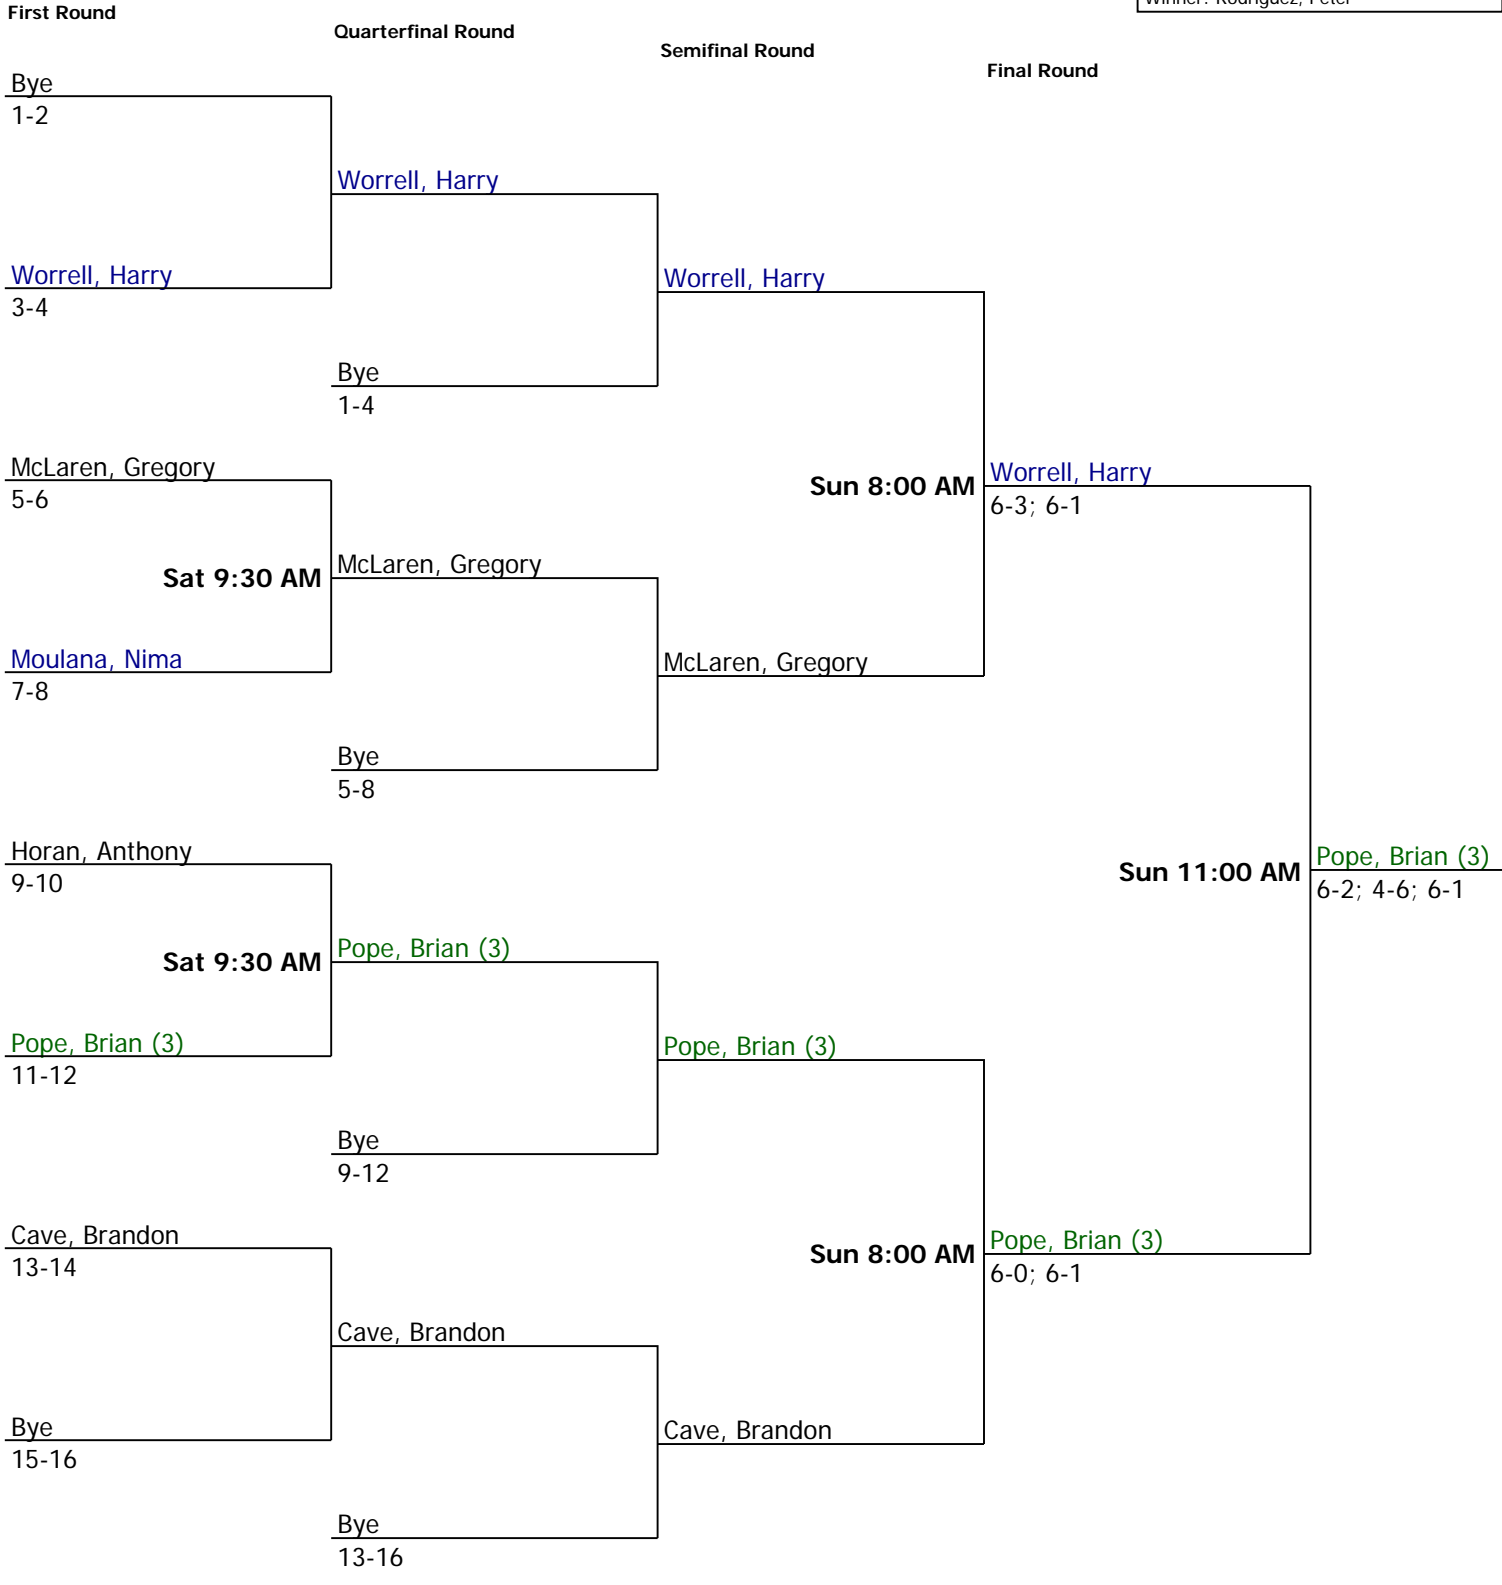 Winner: Rodriguez, Peter
First Round
Quarterfinal Round
Semifinal Round
Final Round
Bye
1-2
Worrell, Harry
Worrell, Harry
3-4
Worrell, Harry
Bye
1-4
McLaren, Gregory
5-6
Sun 8:00 AM
Worrell, Harry
6-3; 6-1
Sat 9:30 AM
McLaren, Gregory
Moulana, Nima
7-8
McLaren, Gregory
Bye
5-8
Horan, Anthony
9-10
Sun 11:00 AM
Pope, Brian (3)
6-2; 4-6; 6-1
Sat 9:30 AM
Pope, Brian (3)
Pope, Brian (3)
11-12
Pope, Brian (3)
Bye
9-12
Cave, Brandon
13-14
Sun 8:00 AM
Pope, Brian (3)
6-0; 6-1
Cave, Brandon
Bye
15-16
Cave, Brandon
Bye
13-16